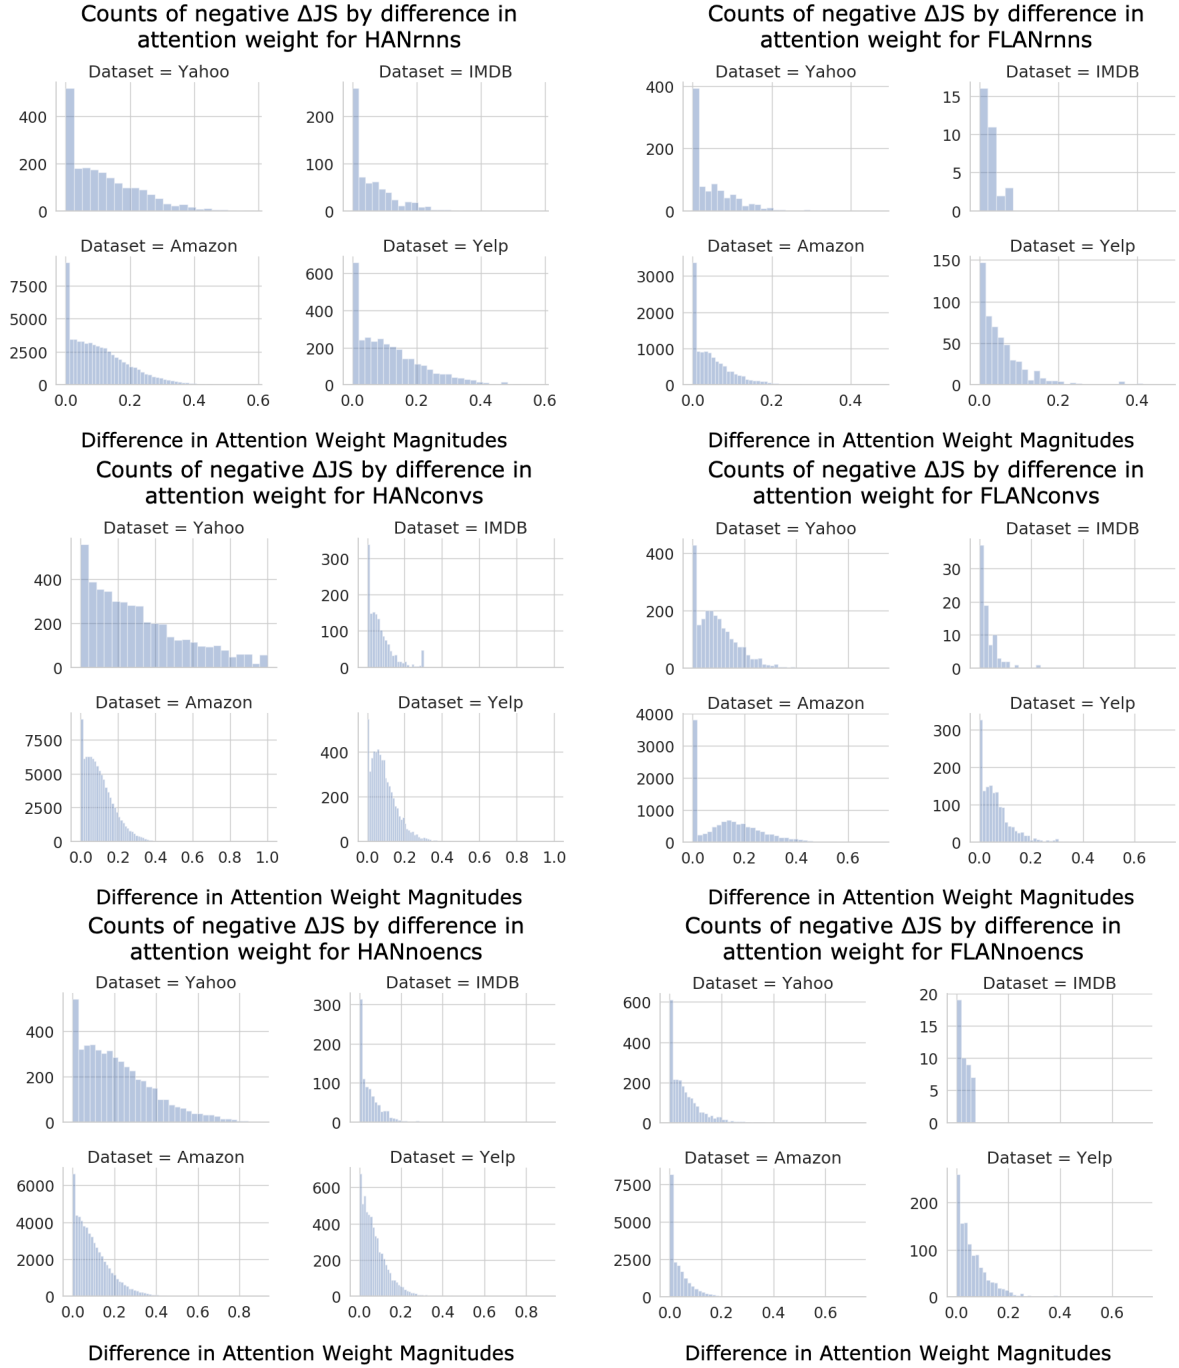 Counts of negative ΔJS by difference in
attention weight for HANrnns
Dataset = Yahoo
Dataset = IMDB
400
200
0
200
100
0
Dataset = Amazon
Dataset = Yelp
7500
5000
2500
0
600
400
200
0
0.0 0.2 0.4 0.6
0.0 0.2 0.4 0.6
Difference in Attention Weight Magnitudes
Counts of negative ΔJS by difference in
attention weight for FLANrnns
Dataset = Yahoo
Dataset = IMDB
400
200
0
15
10
5
0
Dataset = Amazon
Dataset = Yelp
3000
2000
1000
0
150
100
50
0
0.0 0.2 0.4
0.0 0.2 0.4
Difference in Attention Weight Magnitudes
Counts of negative ΔJS by difference in
attention weight for HANconvs
Dataset = Yahoo
Dataset = IMDB
400
200
0
300
200
100
0
Dataset = Amazon
Dataset = Yelp
7500
5000
2500
0
400
200
0
0.0 0.2 0.4 0.6 0.8 1.0
0.0 0.2 0.4 0.6 0.8 1.0
Difference in Attention Weight Magnitudes
Counts of negative ΔJS by difference in
attention weight for FLANconvs
Dataset = Yahoo
Dataset = IMDB
400
200
0
30
20
10
0
Dataset = Amazon
Dataset = Yelp
4000
3000
2000
1000
0
300
200
100
0
0.0 0.2 0.4 0.6
0.0 0.2 0.4 0.6
Difference in Attention Weight Magnitudes
Counts of negative ΔJS by difference in
attention weight for HANnoencs
Dataset = Yahoo
Dataset = IMDB
400
200
0
300
200
100
0
Dataset = Amazon
Dataset = Yelp
6000
4000
2000
0
600
400
200
0
0.0 0.2 0.4 0.6 0.8
0.0 0.2 0.4 0.6 0.8
Difference in Attention Weight Magnitudes
Counts of negative ΔJS by difference in
attention weight for FLANnoencs
Dataset = Yahoo
Dataset = IMDB
600
400
200
0
20
15
10
5
0
Dataset = Amazon
Dataset = Yelp
7500
5000
2500
0
200
100
0
0.0 0.2 0.4 0.6
0.0 0.2 0.4 0.6
Difference in Attention Weight Magnitudes